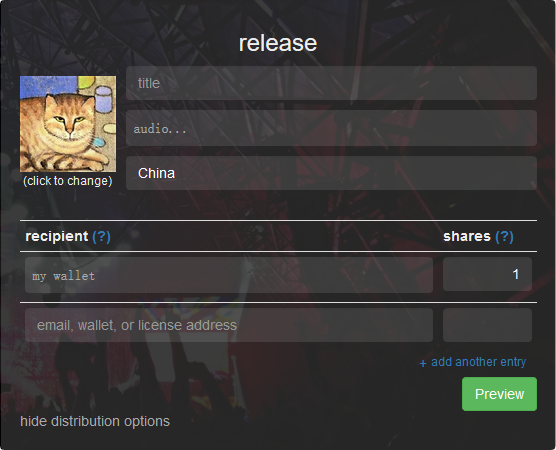 release
title
audio...
(click to change)
China
recipient (?)
shares (?)
my wallet
1
email, wallet, or license address
+ add another entry
Preview
hide distribution options